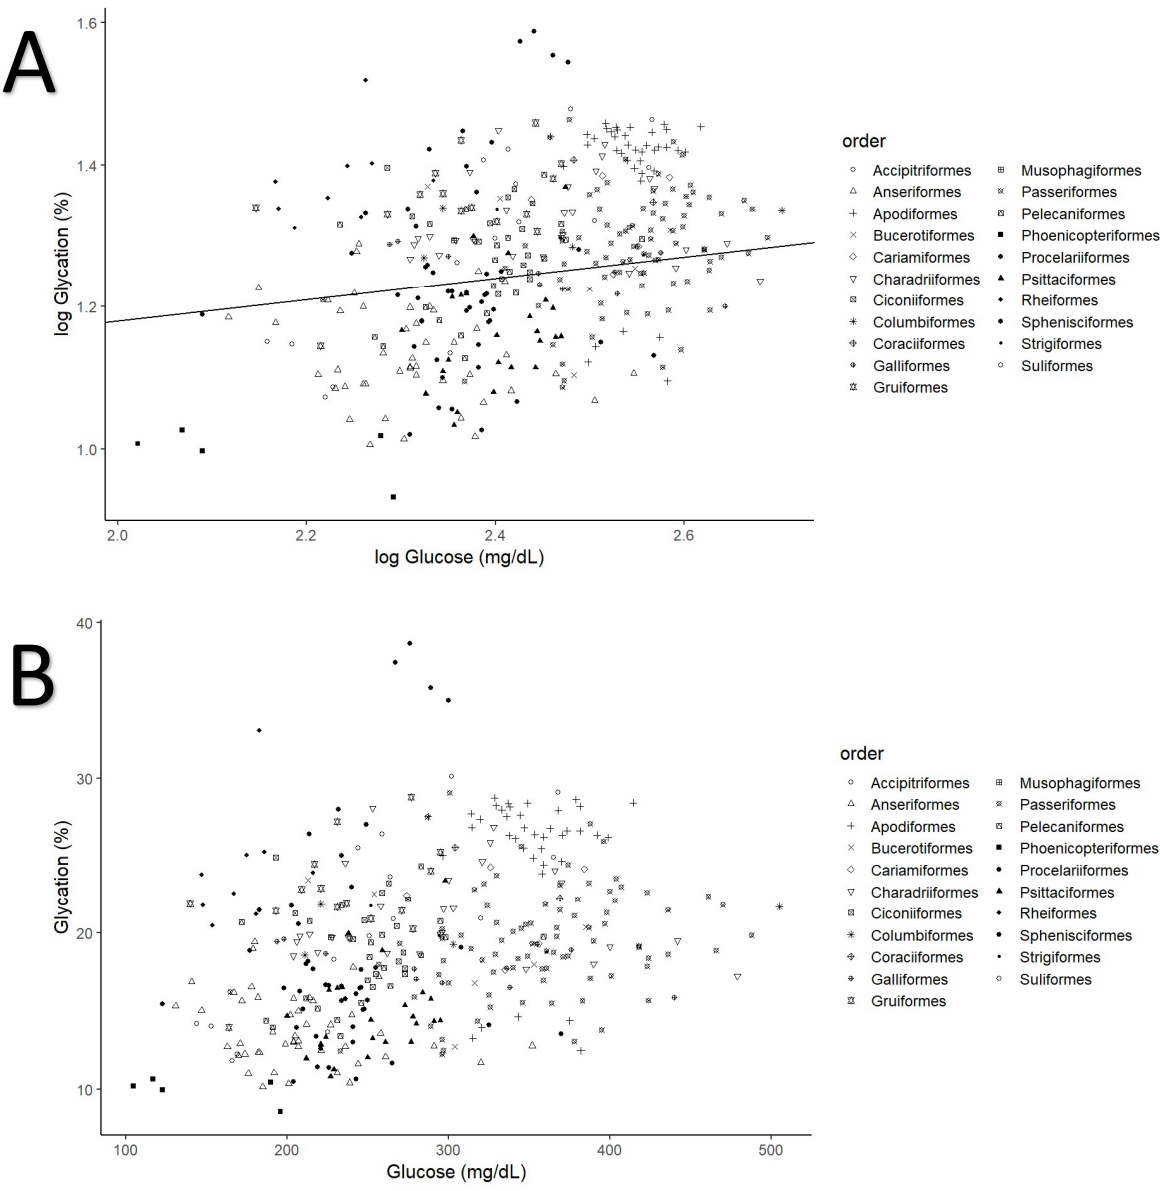 A
1.6
1.4
1.2
1.0
log Glycation (%)
2.0 2.2 2.4 2.6
log Glucose (mg/dL)
order
Accipitriformes Musophagiformes
Anseriformes Passeriformes
Apodiformes Pelecaniformes
Bucerotiformes Phoenicopteriformes
Cariamiformes Procelariiformes
Charadriiformes Psittaciformes
Ciconiiformes Rheiformes
Columbiformes Sphenisciformes
Coraciiformes Strigiformes
Galliformes Suliformes
Gruiformes
B
40
30
20
10
Glycation (%)
100 200 300 400 500
Glucose (mg/dL)
order
Accipitriformes Musophagiformes
Anseriformes Passeriformes
Apodiformes Pelecaniformes
Bucerotiformes Phoenicopteriformes
Cariamiformes Procelariiformes
Charadriiformes Psittaciformes
Ciconiiformes Rheiformes
Columbiformes Sphenisciformes
Coraciiformes Strigiformes
Galliformes Suliformes
Gruiformes